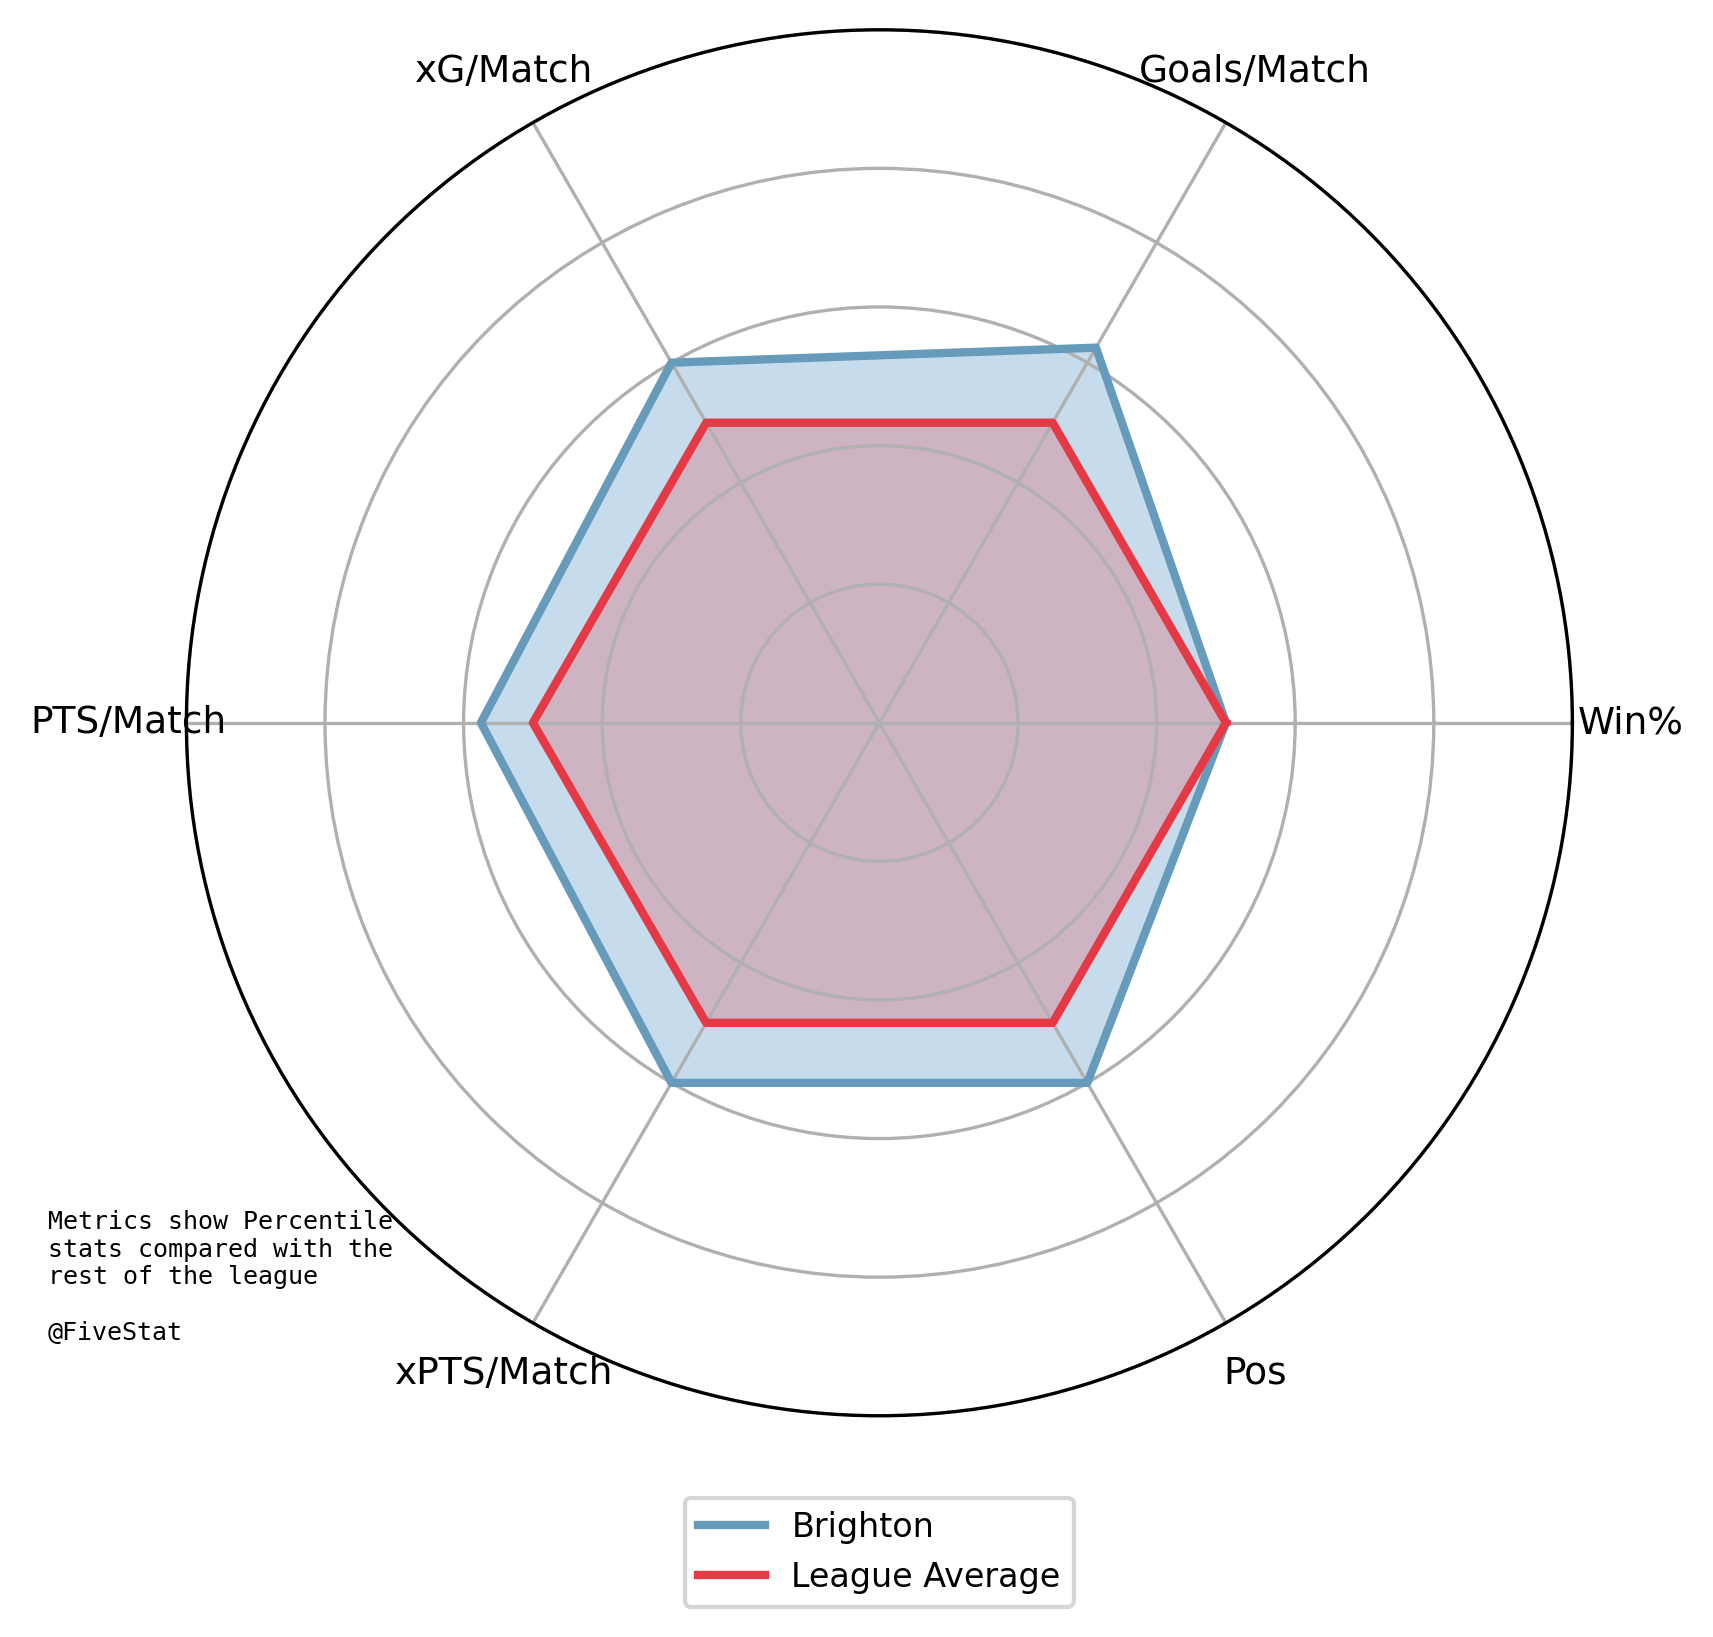 xG/Match
Goals/Match
PTS/Match
Win%
Metrics show Percentile
stats compared with the
rest of the league
@FiveStat
xPTS/Match
Pos
Brighton
League Average